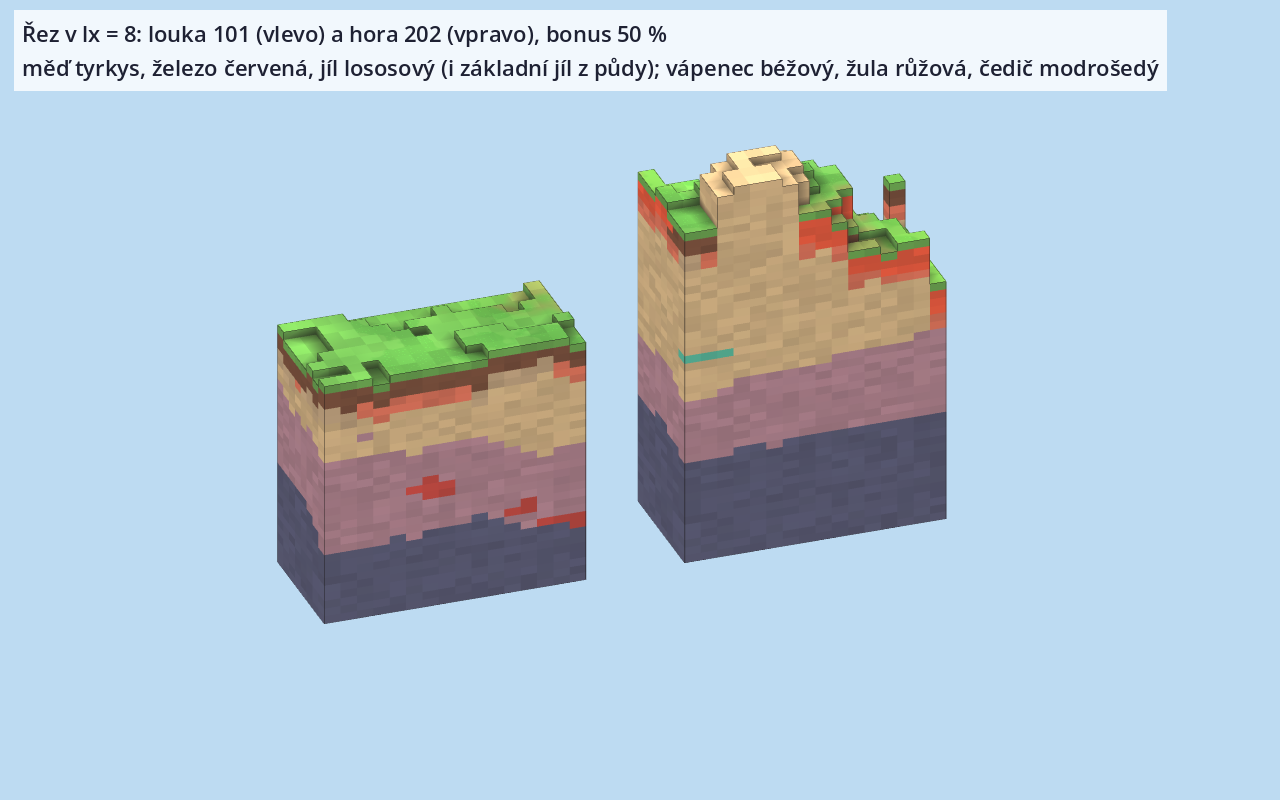 Řez v lx = 8: louka 101 (vlevo) a hora 202 (vpravo), bonus 50 %
měď tyrkys, železo červená, jíl lososový (i základní jíl z půdy); vápenec béžový, žula růžová, čedič modrošedý